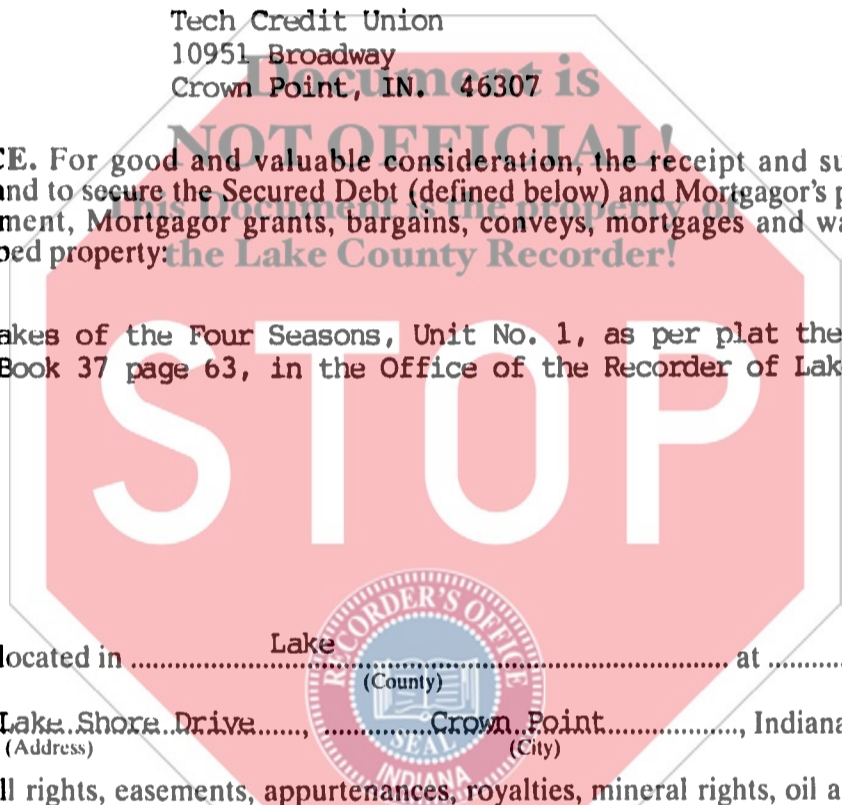 Tech Credit Union
10951 Broadway
Crown Point, IN. 46307
Document is
NOT OFFICIAL!
This Document is the property of
the Lake County Recorder!
CE. For good and valuable consideration, the receipt and su
and to secure the Secured Debt (defined below) and Mortgagor's p
ment, Mortgagor grants, bargains, conveys, mortgages and wa
bed property:
akes of the Four Seasons, Unit No. 1, as per plat the
Book 37 page 63, in the Office of the Recorder of Lak
STOP
located in ........ Lake ........ at ........
(County)
Lake Shore Drive......, ............Crown Point................, Indiana
(Address) (City)
RECORDER'S OFFICE
SEAL
INDIANA
ll rights, easements, appurtenances, royalties, mineral rights, oil a